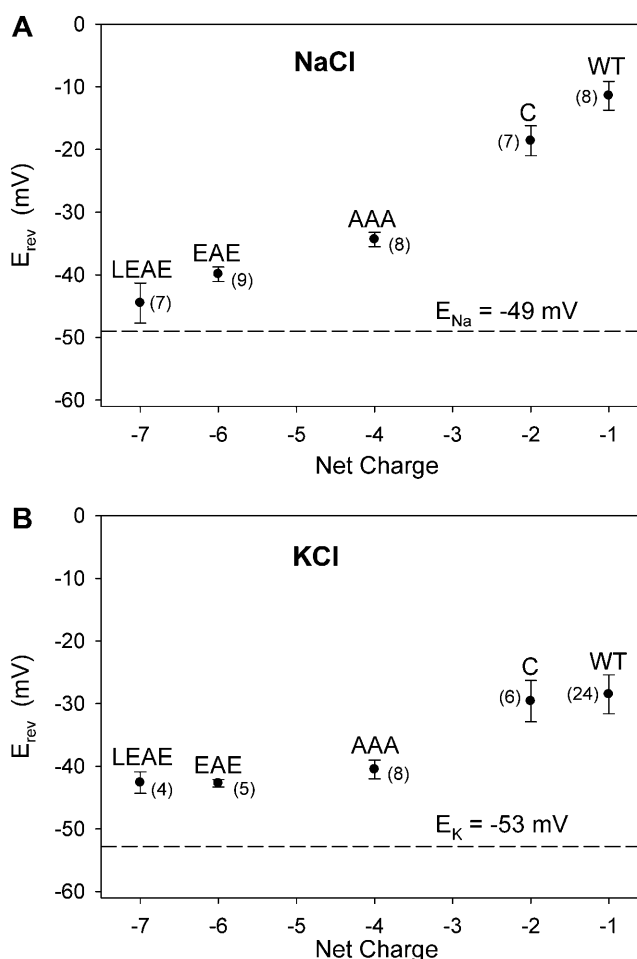 A
NaCl
0
-10
-20
-30
-40
-50
-60
E_rev (mV)
WT
(8)
C
(7)
AAA
(8)
EAE
(9)
LEAE
(7)
E_Na = -49 mV
-7 -6 -5 -4 -3 -2 -1
Net Charge
B
KCl
0
-10
-20
-30
-40
-50
-60
E_rev (mV)
WT
(24)
C
(6)
AAA
(8)
EAE
(5)
LEAE
(4)
E_K = -53 mV
-7 -6 -5 -4 -3 -2 -1
Net Charge